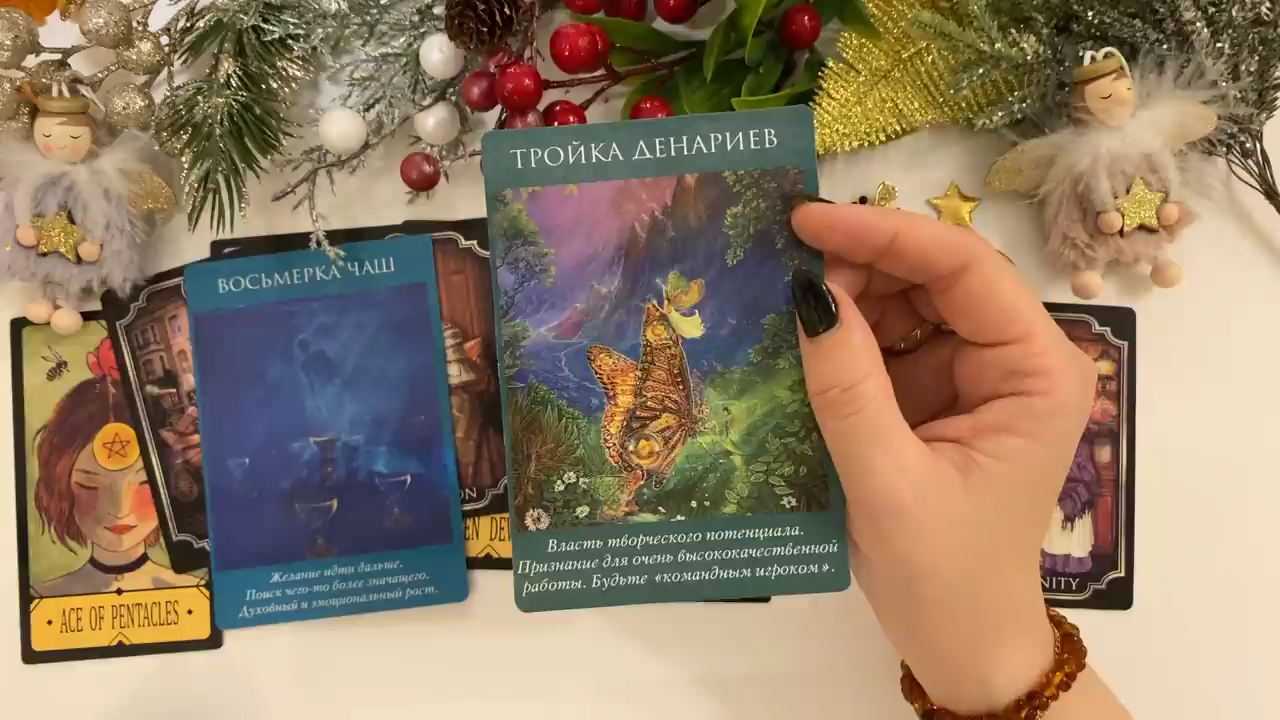 ТРОЙКА ДЕНАРИЕВ
Власть творческого потенциала.
Признание для очень высококачественной
работы. Будьте «командным игроком».
ВОСЬМЕРКА ЧАШ
Желание идти дальше.
Поиск чего-то более значащего.
Духовный и эмоциональный рост.
ACE OF PENTACLES